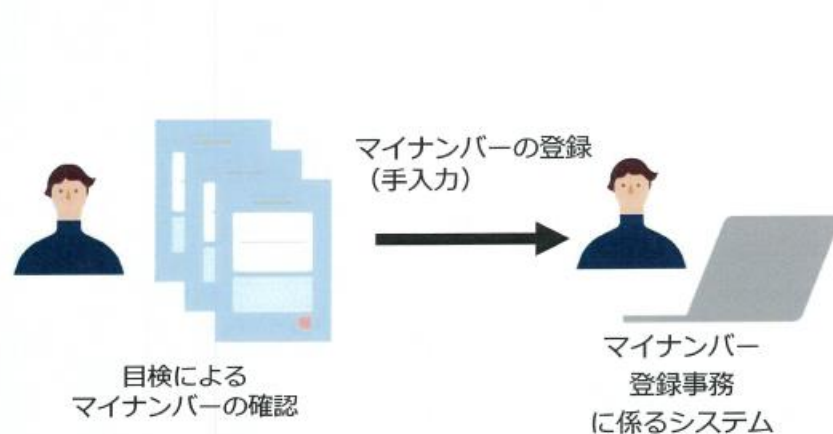 マイナンバーの登録
（手入力）
目検による
マイナンバーの確認
マイナンバー
登録事務
に係るシステム